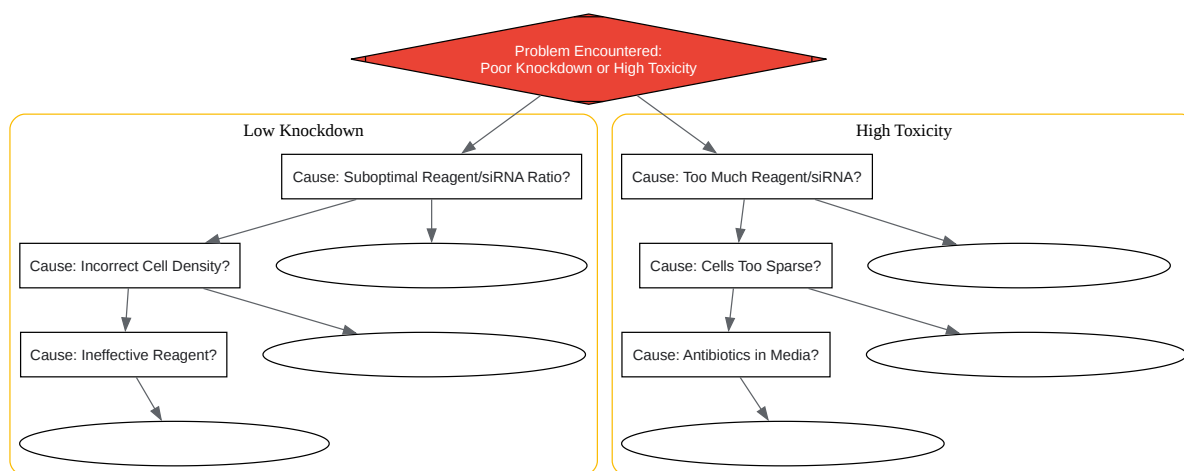 Problem Encountered:
Poor Knockdown or High Toxicity
Low Knockdown
High Toxicity
Cause: Suboptimal Reagent/siRNA Ratio?
Cause: Too Much Reagent/siRNA?
Cause: Incorrect Cell Density?
Cause: Cells Too Sparse?
Cause: Ineffective Reagent?
Cause: Antibiotics in Media?